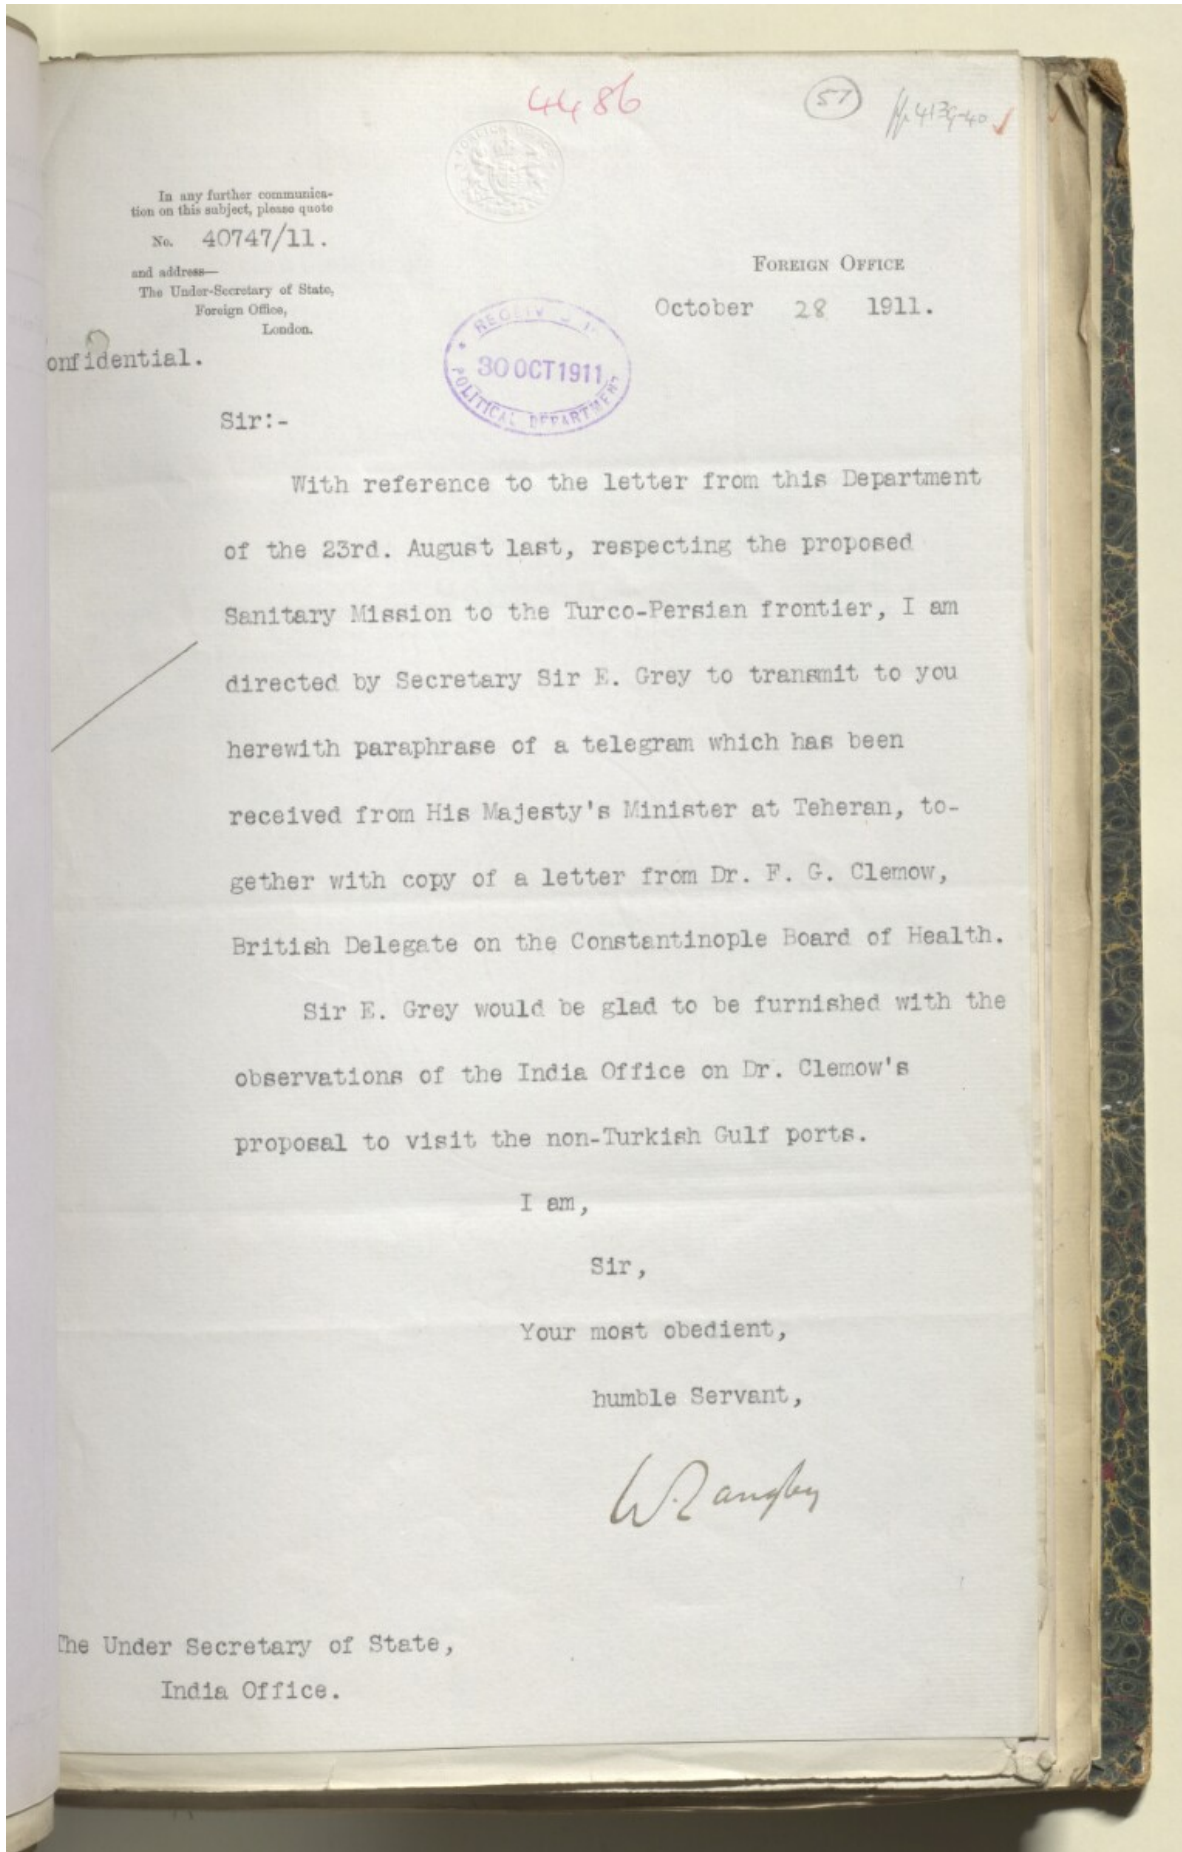 4486
57
In any further communica-
tion on this subject, please quote
No. 40747/11.
and address—
The Under-Secretary of State,
Foreign Office,
London.
FOREIGN OFFICE
October 28 1911.
onfidential.
30 OCT 1911
POLITICAL DEPARTMENT
Sir:-
With reference to the letter from this Department
of the 23rd. August last, respecting the proposed
Sanitary Mission to the Turco-Persian frontier, I am
directed by Secretary Sir E. Grey to transmit to you
herewith paraphrase of a telegram which has been
received from His Majesty's Minister at Teheran, to-
gether with copy of a letter from Dr. F. G. Clemow,
British Delegate on the Constantinople Board of Health.
Sir E. Grey would be glad to be furnished with the
observations of the India Office on Dr. Clemow's
proposal to visit the non-Turkish Gulf ports.
I am,
Sir,
Your most obedient,
humble Servant,
The Under Secretary of State,
India Office.